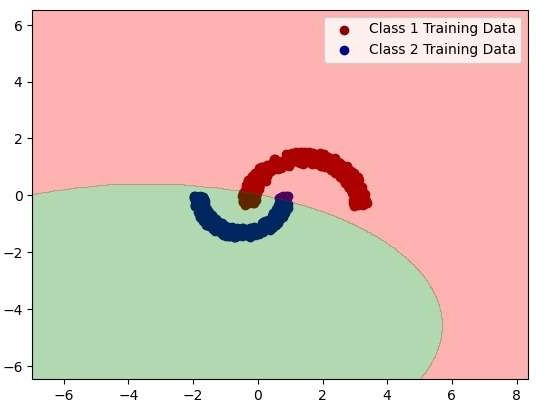 Class 1 Training Data
Class 2 Training Data
6
4
2
0
−2
−4
−6
−6 −4 −2 0 2 4 6 8